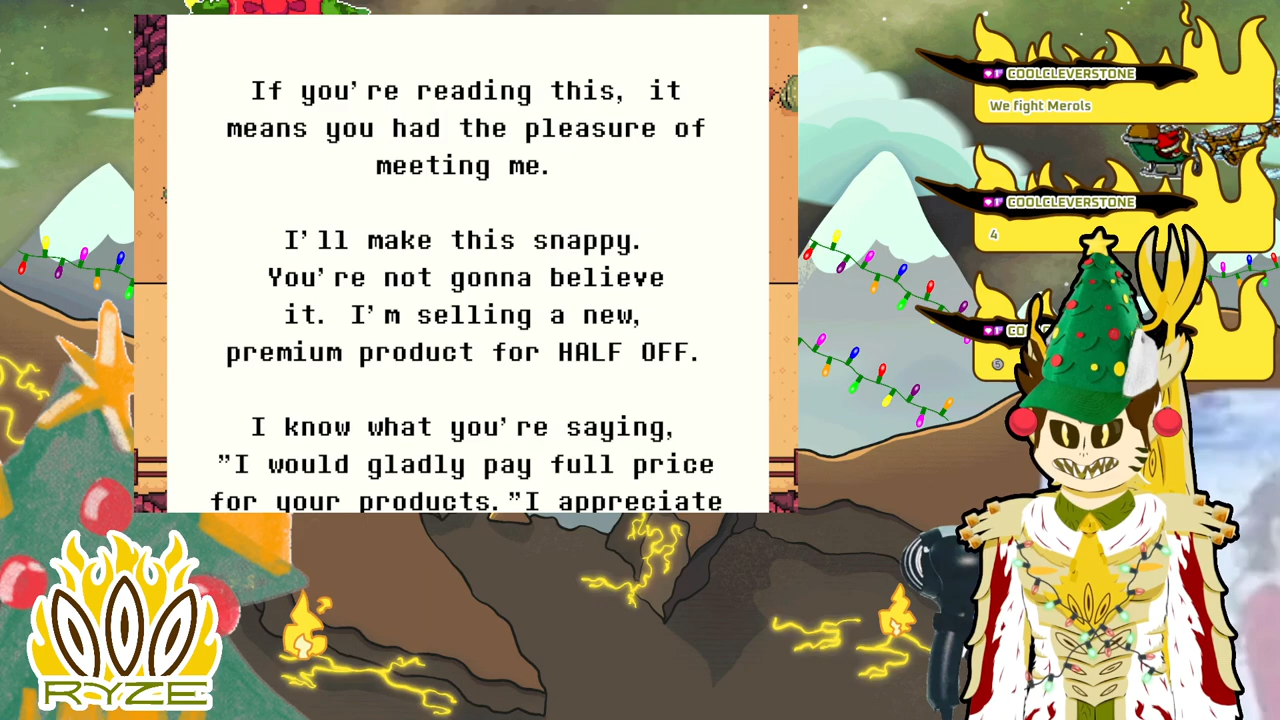 If you're reading this, it
means you had the pleasure of
meeting me.
I'll make this snappy.
You're not gonna believe
it. I'm selling a new,
premium product for HALF OFF.
I know what you're saying,
"I would gladly pay full price
for your products."I appreciate
COOLCLEVERSTONE
We fight Merols
COOLCLEVERSTONE
4
5
RYZE